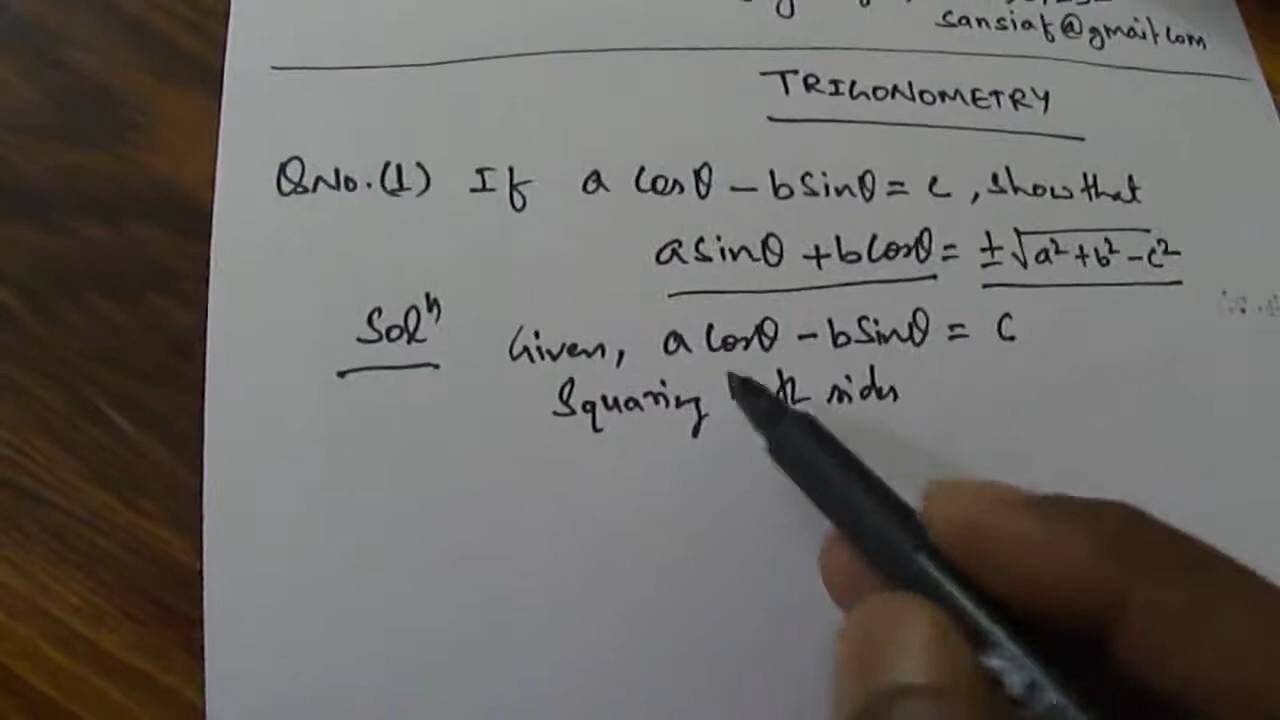 sansiaf@gmail.com
TRIGONOMETRY
QNo.(1) If a cosθ - b sinθ = c, show that
a sinθ + b cosθ = ±√a²+b²-c²
Solⁿ Given, a cosθ - b sinθ = c
Squaring sides